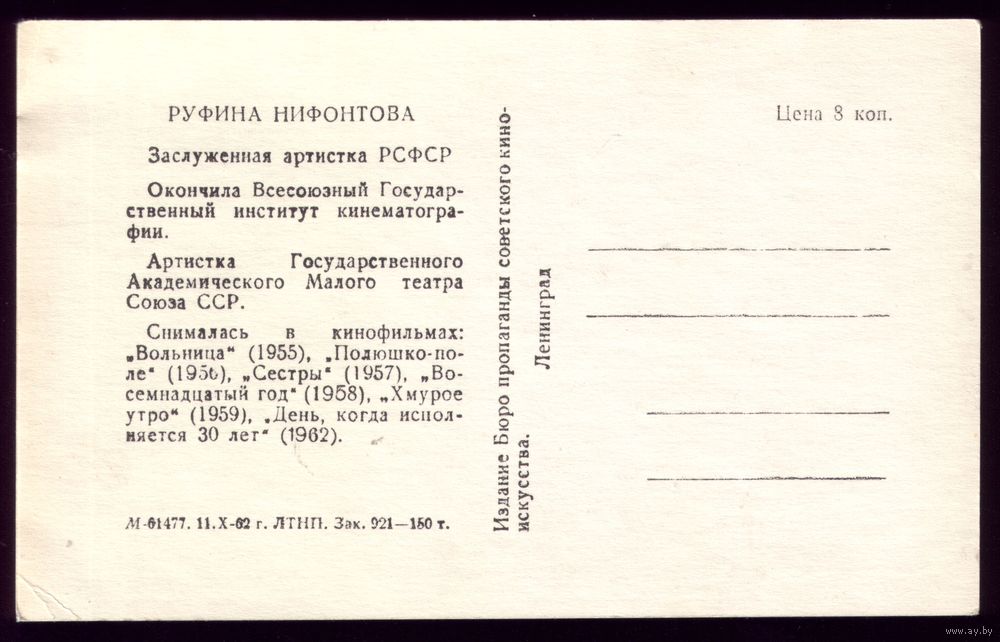 РУФИНА НИФОНТОВА
Заслуженная артистка РСФСР
Окончила Всесоюзный Государ-
ственный институт кинематогра-
фии.
Артистка Государственного
Академического Малого театра
Союза ССР.
Снималась в кинофильмах:
„Вольница“ (1955), „Полюшко-по-
ле“ (1956), „Сестры“ (1957), „Во-
семнадцатый год“ (1958), „Хмурое
утро“ (1959), „День, когда испол-
няется 30 лет“ (1962).
М-61477. 11.X-62 г. ЛТНП. Зак. 921—150 т.
Издание Бюро пропаганды советского кино-
искусства.
Ленинград
Цена 8 коп.
www.ay.by